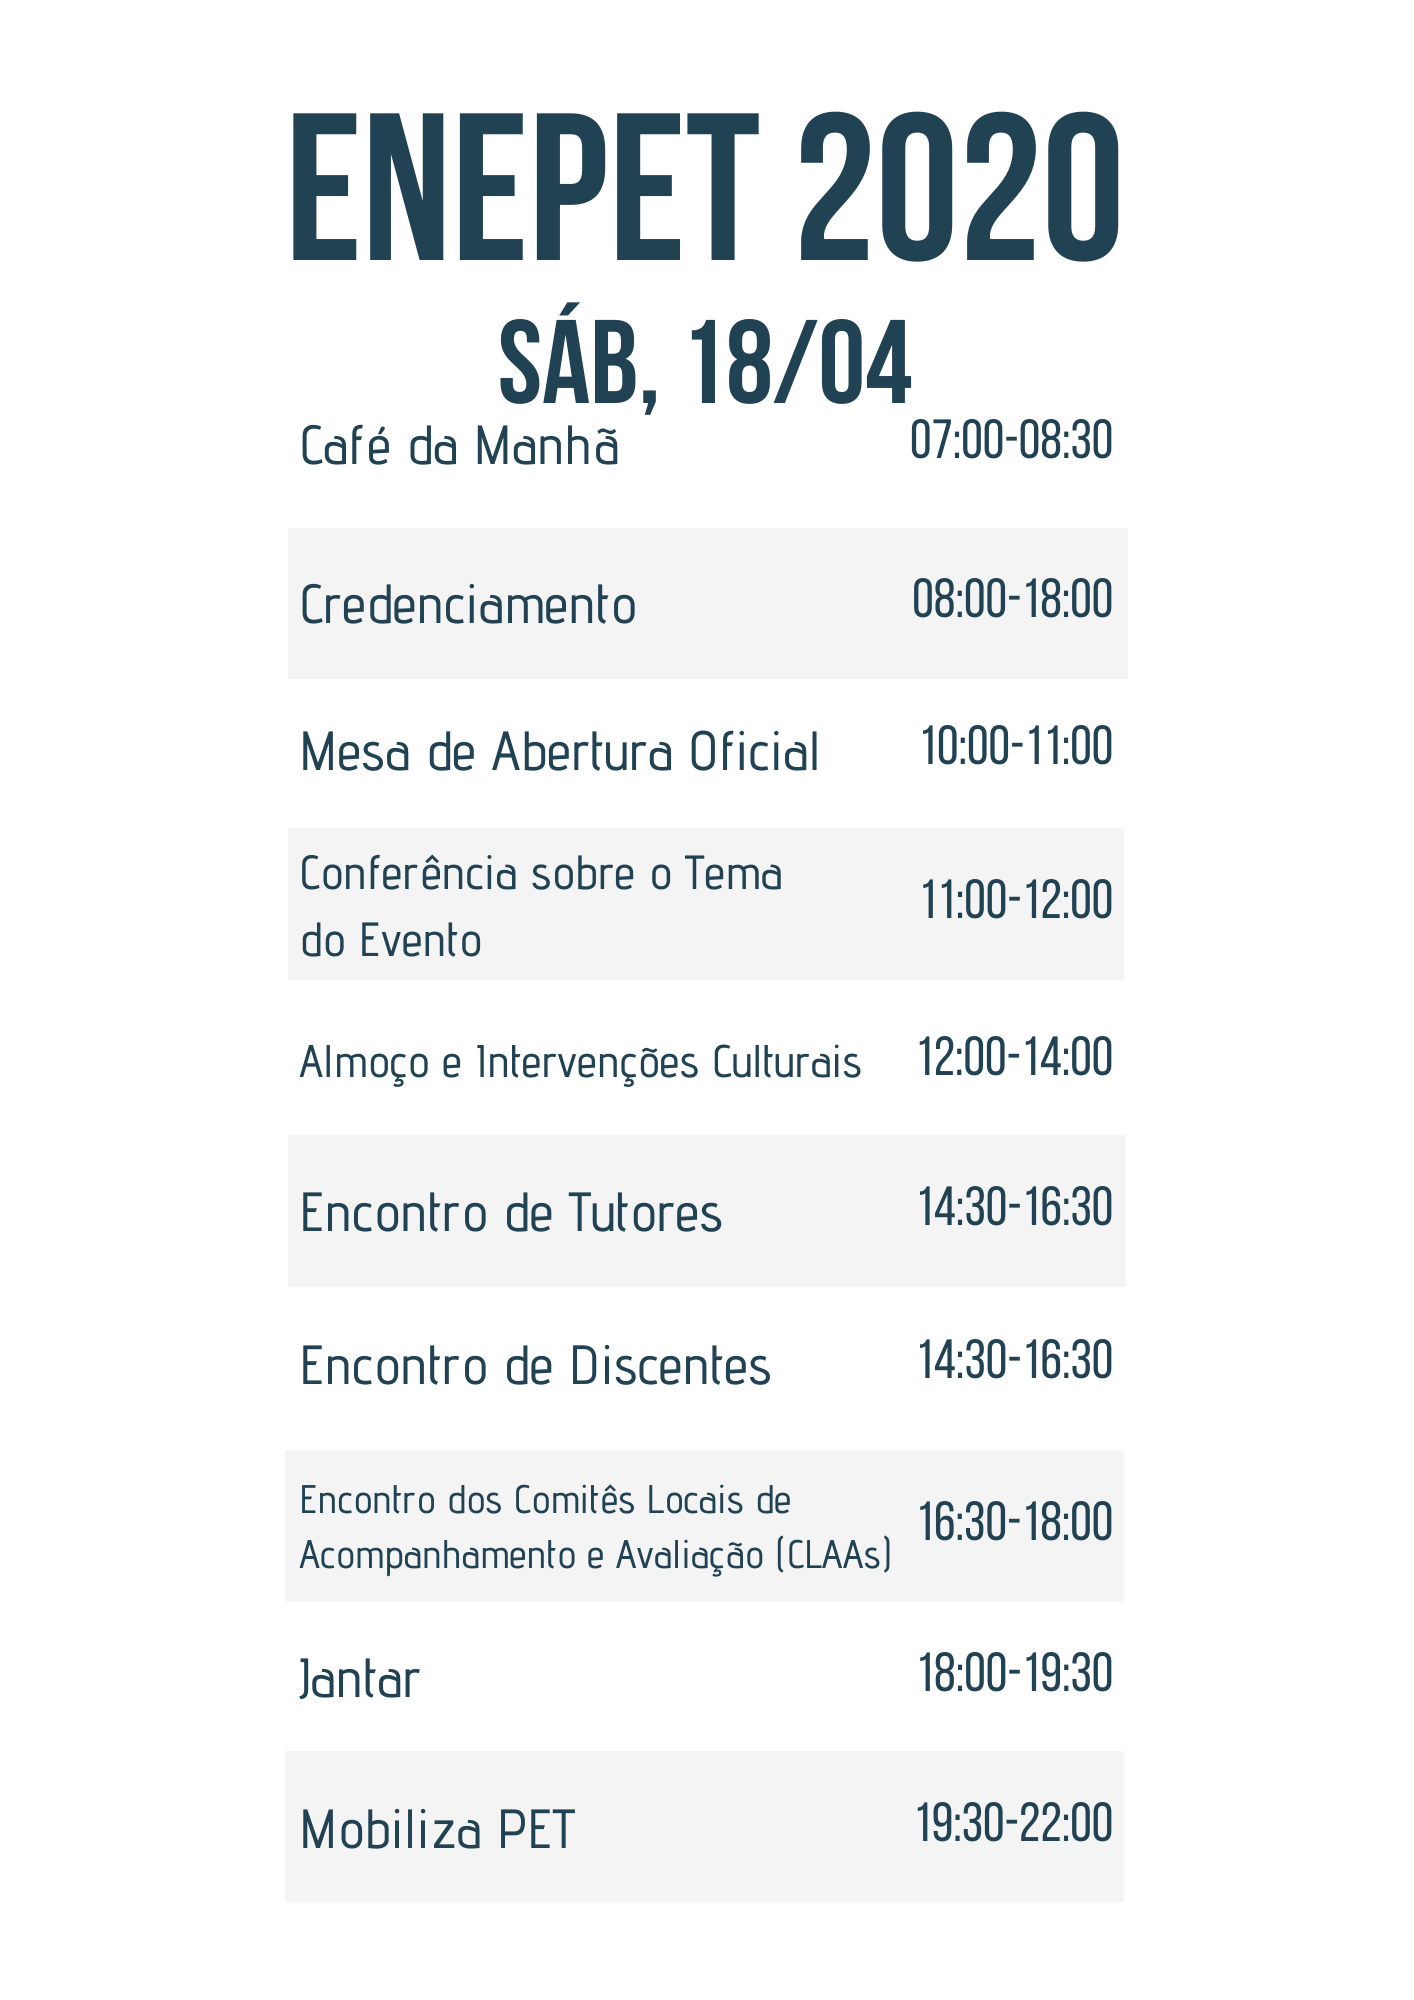 ENEPET 2020
SÁB, 18/04
Café da Manhã 07:00-08:30
Credenciamento 08:00-18:00
Mesa de Abertura Oficial 10:00-11:00
Conferência sobre o Tema
do Evento 11:00-12:00
Almoço e Intervenções Culturais 12:00-14:00
Encontro de Tutores 14:30-16:30
Encontro de Discentes 14:30-16:30
Encontro dos Comitês Locais de
Acompanhamento e Avaliação (CLAAs) 16:30-18:00
Jantar 18:00-19:30
Mobiliza PET 19:30-22:00